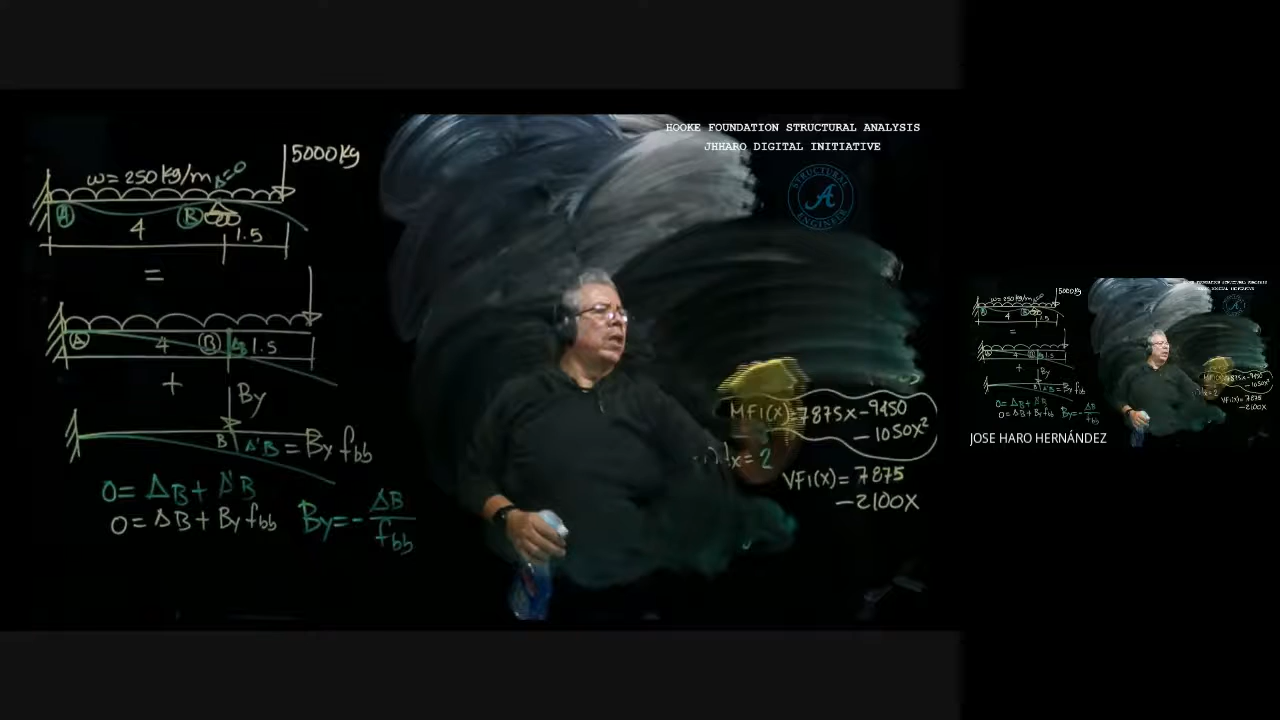 HOOKE FOUNDATION STRUCTURAL ANALYSIS
JHHARO DIGITAL INITIATIVE
STRUCTURAL
A
ENGINEER
5000Kg
w=250kg/m Δ=0
A B
4 1.5
=
A 4 B ΔB 1.5
+
By
B Δ'B = By fbb
0= ΔB + Δ'B
0= ΔB + By fbb
By=- ΔB
fbb
MF1(x)=7875x-9450
-1050x²
x= 2
VF1(x)= 7875
-2100x
JOSE HARO HERNÁNDEZ